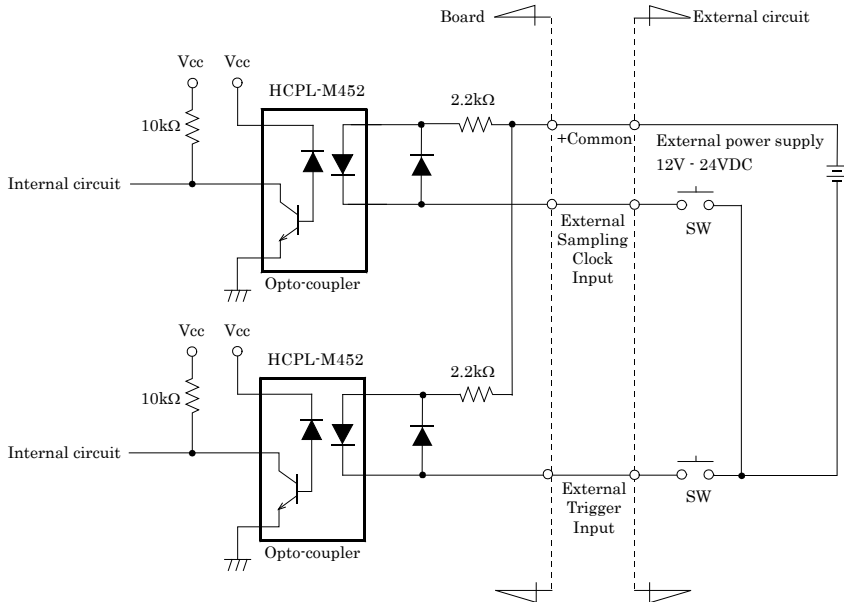 Board
External circuit
Vcc
Vcc
HCPL-M452
2.2kΩ
10kΩ
+Common
External power supply
12V - 24VDC
Internal circuit
External
Sampling
Clock
Input
SW
Opto-coupler
Vcc
Vcc
HCPL-M452
2.2kΩ
10kΩ
Internal circuit
External
Trigger
Input
SW
Opto-coupler